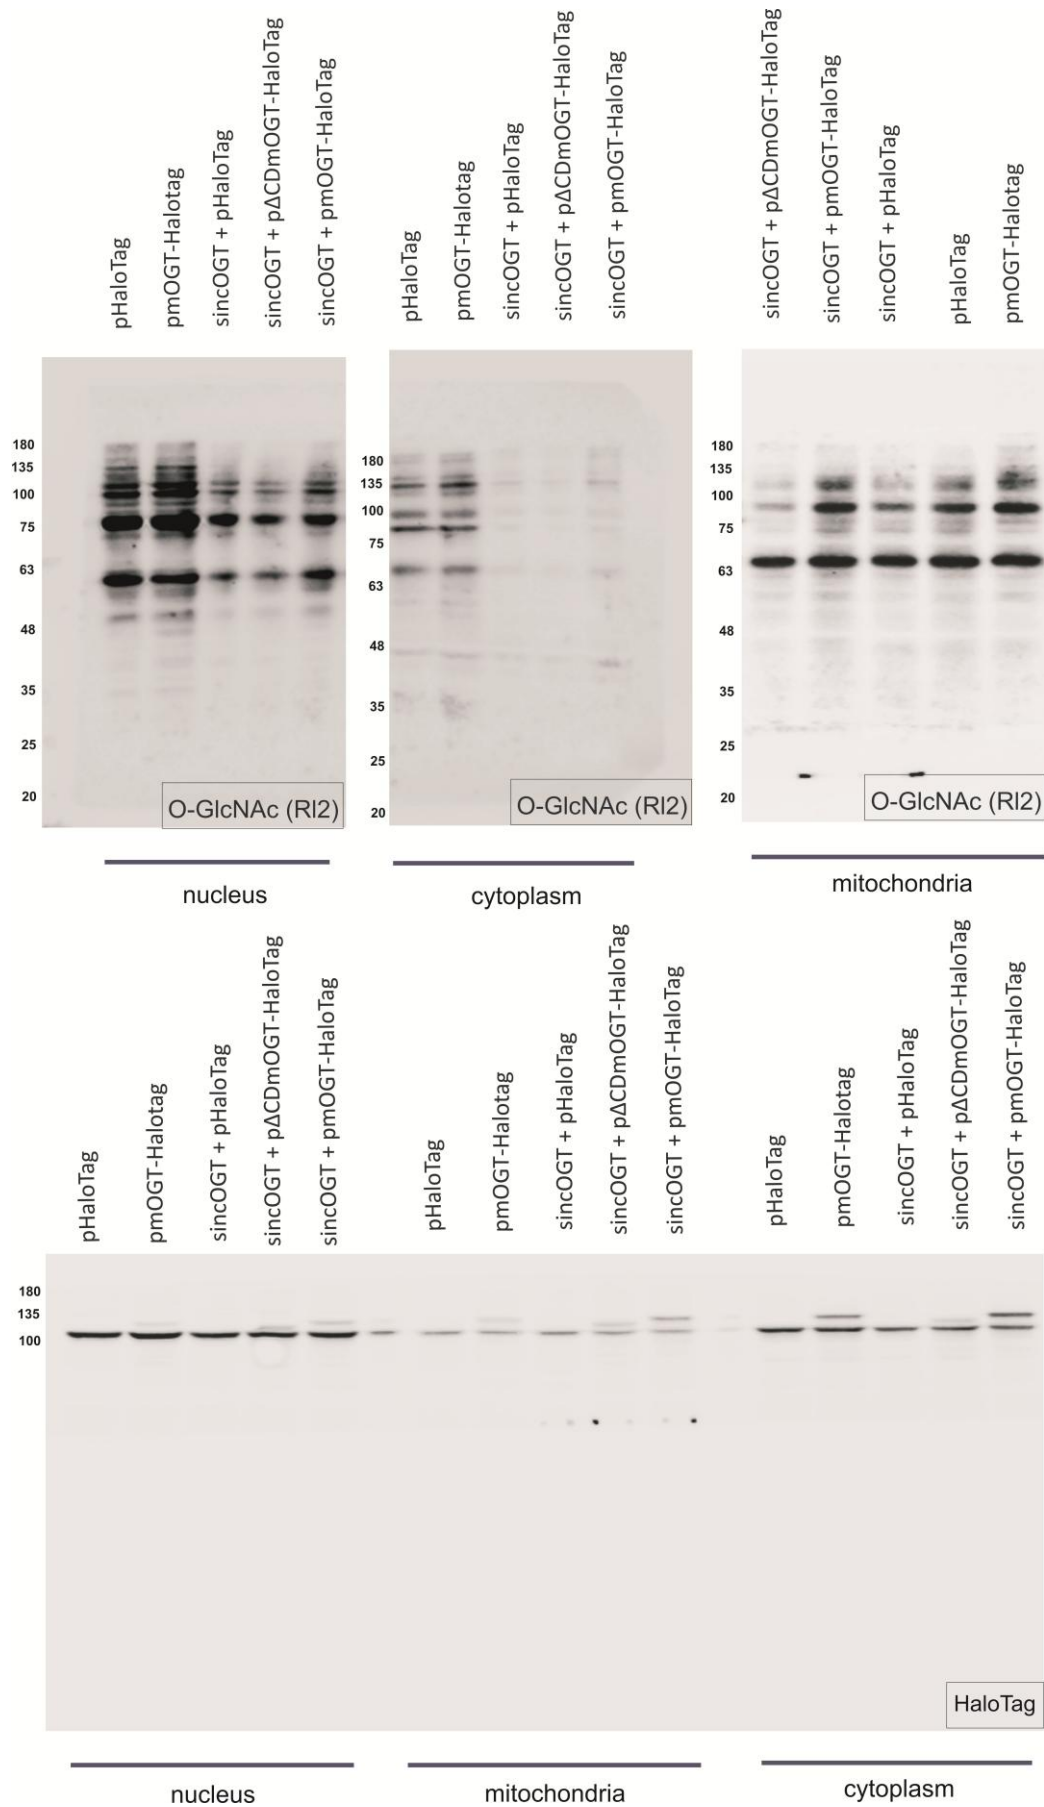 pHaloTag
pmOGT-Halotag
sincOGT + pHaloTag
sincOGT + pΔCDmOGT-HaloTag
sincOGT + pmOGT-HaloTag
pHaloTag
pmOGT-HaloTag
sincOGT + pHaloTag
sincOGT + pΔCDmOGT-HaloTag
sincOGT + pmOGT-HaloTag
sincOGT + pΔCDmOGT-HaloTag
sincOGT + pmOGT-HaloTag
sincOGT + pHaloTag
pHaloTag
pmOGT-Halotag
180
135
100
75
63
48
35
25
20
O-GlcNAc (Rl2)
180
135
100
75
63
48
35
25
20
O-GlcNAc (Rl2)
180
135
100
75
63
48
35
25
20
O-GlcNAc (Rl2)
nucleus
cytoplasm
mitochondria
pHaloTag
pmOGT-Halotag
sincOGT + pHaloTag
sincOGT + pΔCDmOGT-HaloTag
sincOGT + pmOGT-HaloTag
pHaloTag
pmOGT-Halotag
sincOGT + pHaloTag
sincOGT + pΔCDmOGT-HaloTag
sincOGT + pmOGT-HaloTag
pHaloTag
pmOGT-Halotag
sincOGT + pHaloTag
sincOGT + pΔCDmOGT-HaloTag
sincOGT + pmOGT-HaloTag
180
135
100
HaloTag
nucleus
mitochondria
cytoplasm